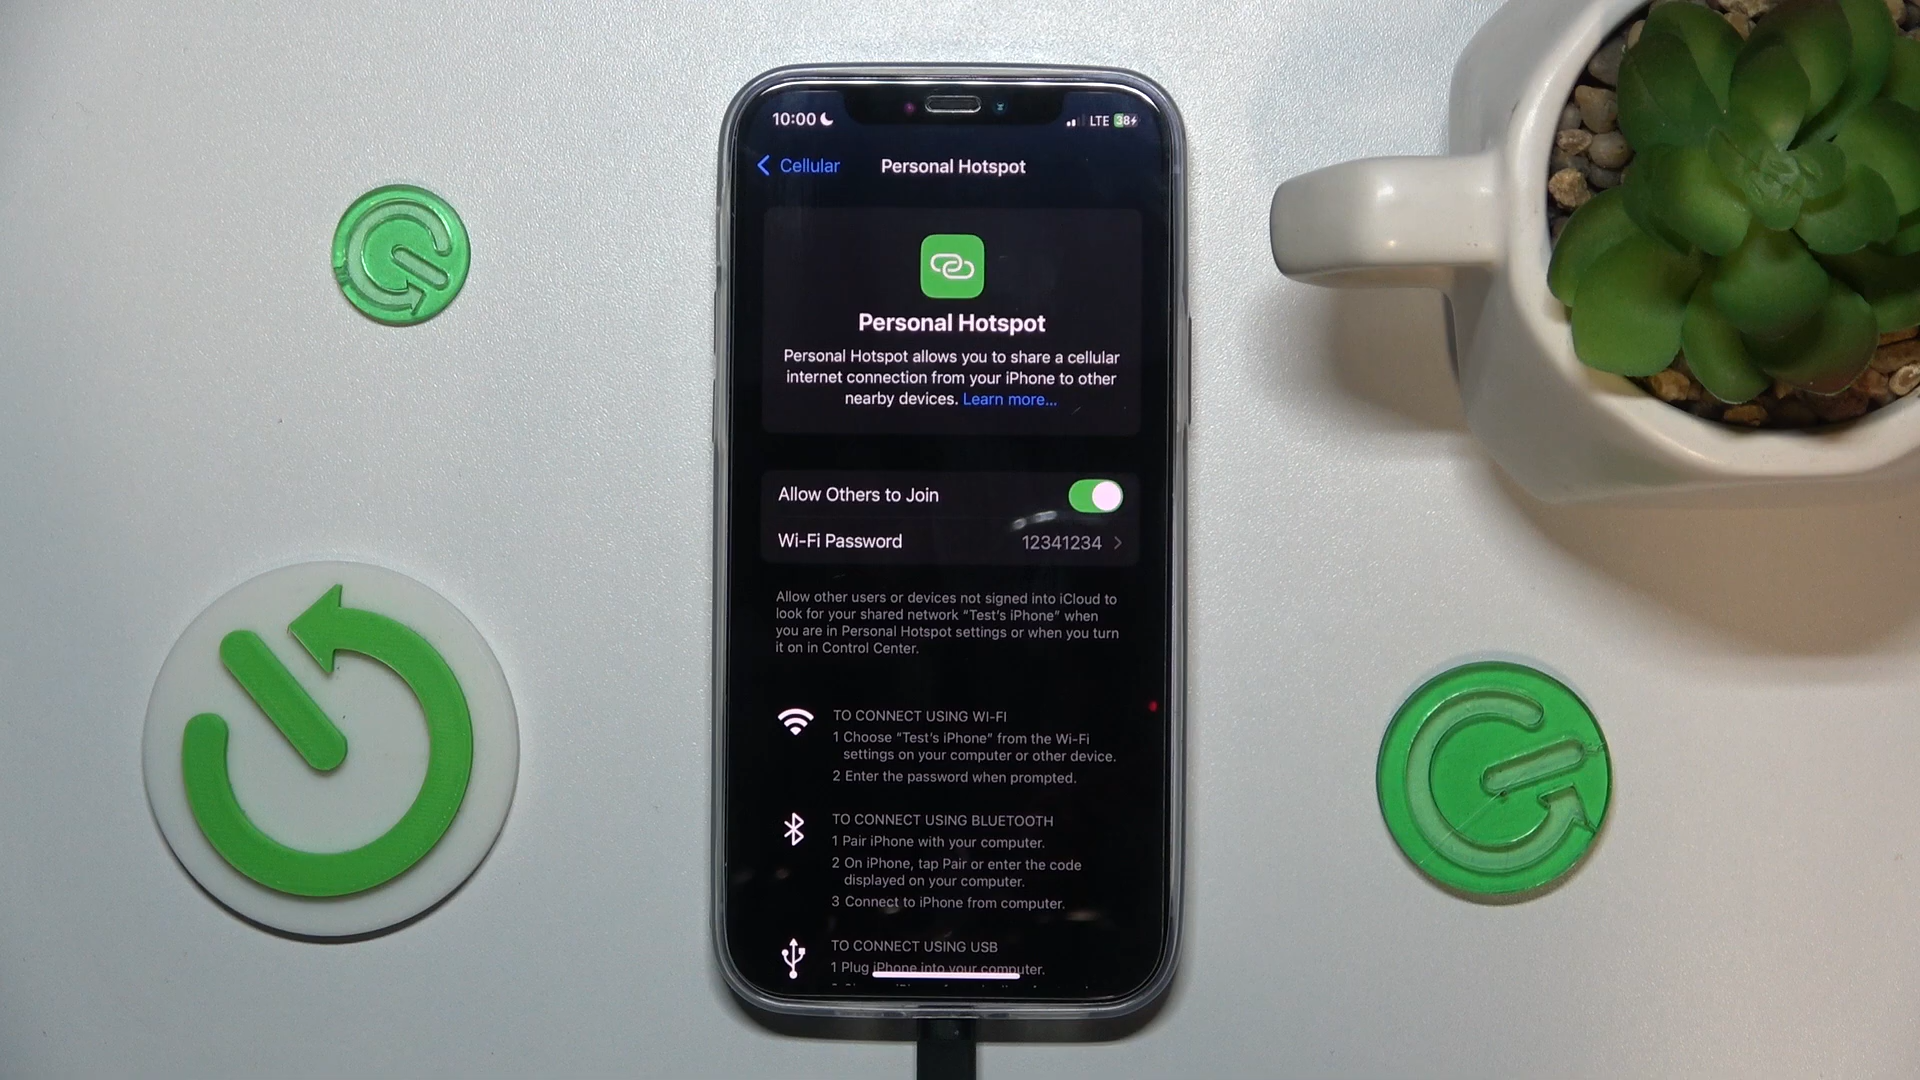 10:00
LTE 38
Cellular
Personal Hotspot
Personal Hotspot
Personal Hotspot allows you to share a cellular
internet connection from your iPhone to other
nearby devices. Learn more...
Allow Others to Join
Wi-Fi Password 12341234
Allow other users or devices not signed into iCloud to
look for your shared network “Test’s iPhone” when
you are in Personal Hotspot settings or when you turn
it on in Control Center.
TO CONNECT USING WI-FI
1 Choose “Test’s iPhone” from the Wi-Fi
settings on your computer or other device.
2 Enter the password when prompted.
TO CONNECT USING BLUETOOTH
1 Pair iPhone with your computer.
2 On iPhone, tap Pair or enter the code
displayed on your computer.
3 Connect to iPhone from computer.
TO CONNECT USING USB
1 Plug iPhone into your computer.